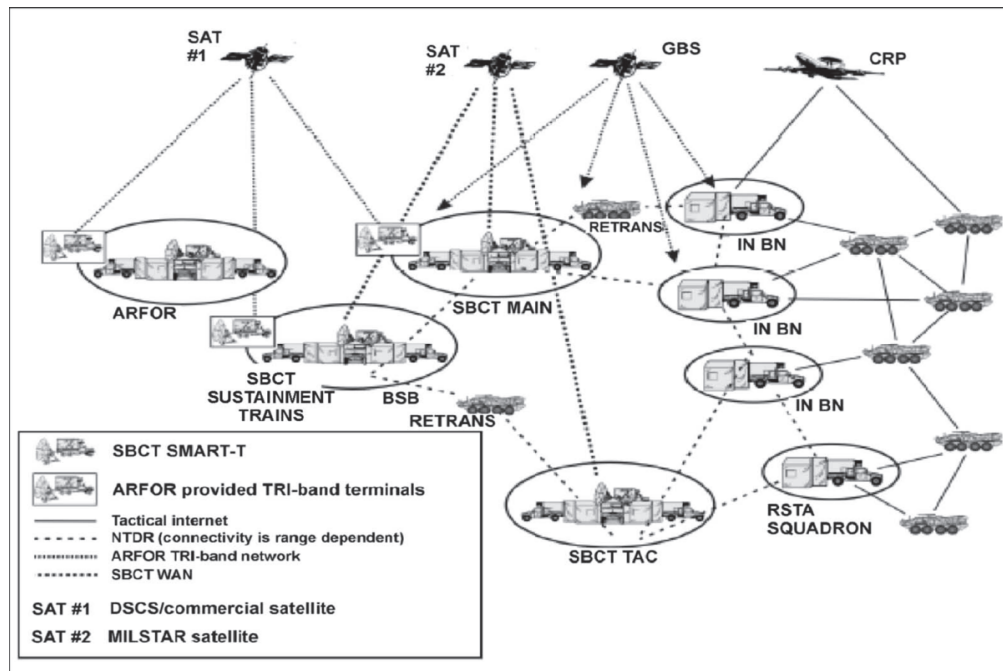 SAT
#1
SAT
#2
GBS
CRP
RETRANS
IN BN
ARFOR
SBCT MAIN
IN BN
SBCT
SUSTAINMENT
TRAINS
BSB
RETRANS
IN BN
SBCT TAC
RSTA
SQUADRON
SBCT SMART-T
ARFOR provided TRI-band terminals
Tactical internet
NTDR (connectivity is range dependent)
ARFOR TRI-band network
SBCT WAN
SAT #1 DSCS/commercial satellite
SAT #2 MILSTAR satellite